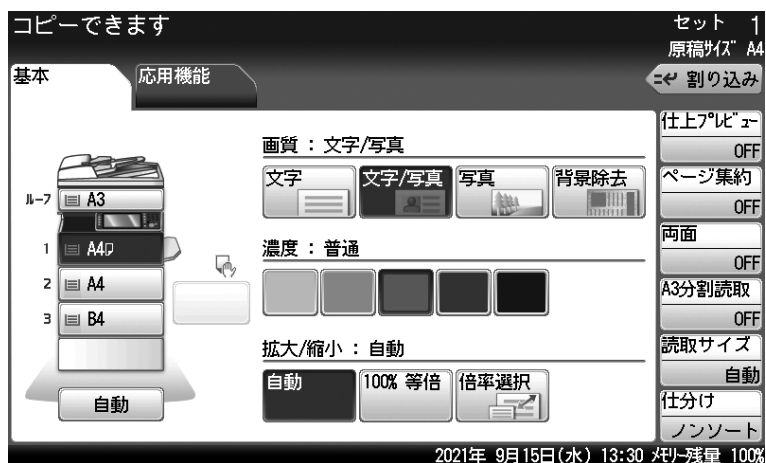 コピーできます
セット 1
原稿ｻｲｽﾞ A4
基本
応用機能
割り込み
画質 : 文字/写真
文字
文字/写真
写真
背景除去
ﾙｰﾌ A3
1 A4
2 A4
3 B4
自動
濃度 : 普通
拡大/縮小 : 自動
自動
100% 等倍
倍率選択
仕上ﾌﾟﾚﾋﾞｭｰ
OFF
ページ集約
OFF
両面
OFF
A3分割読取
OFF
読取サイズ
自動
仕分け
ノンソート
2021年 9月15日(水) 13:30 ﾒﾓﾘｰ残量 100%